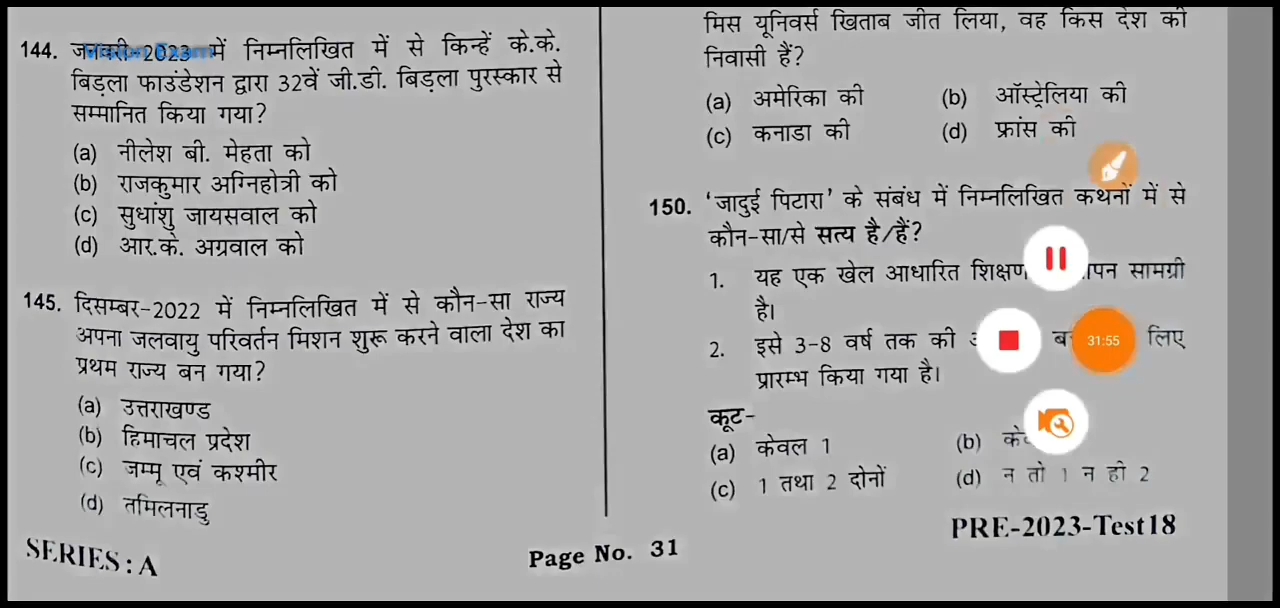 144. जनवरी-2023 में निम्नलिखित में से किन्हें के.के.
Vision Exam
बिड़ला फाउंडेशन द्वारा 32वें जी.डी. बिड़ला पुरस्कार से
सम्मानित किया गया?
(a) नीलेश बी. मेहता को
(b) राजकुमार अग्निहोत्री को
(c) सुधांशु जायसवाल को
(d) आर.के. अग्रवाल को
145. दिसम्बर-2022 में निम्नलिखित में से कौन-सा राज्य
अपना जलवायु परिवर्तन मिशन शुरू करने वाला देश का
प्रथम राज्य बन गया?
(a) उत्तराखण्ड
(b) हिमाचल प्रदेश
(c) जम्मू एवं कश्मीर
(d) तमिलनाडु
मिस यूनिवर्स खिताब जीत लिया, वह किस देश की
निवासी हैं?
(a) अमेरिका की (b) ऑस्ट्रेलिया की
(c) कनाडा की (d) फ्रांस की
150. 'जादुई पिटारा' के संबंध में निम्नलिखित कथनों में से
कौन-सा/से सत्य है/हैं?
1. यह एक खेल आधारित शिक्षण सामग्री
है।
2. इसे 3-8 वर्ष तक की लिए
31:55
प्रारम्भ किया गया है।
कूट-
(a) केवल 1 (b)
(c) 1 तथा 2 दोनों (d) न तो 1 न ही 2
SERIES : A
Page No. 31
PRE-2023-Test18